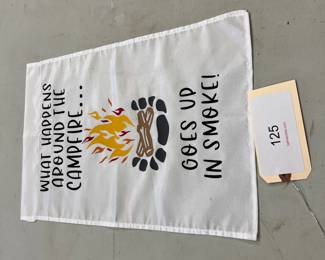 WHAT HAPPENS
AROUND THE
CAMPFIRE...
GOES UP
IN SMOKE!
125